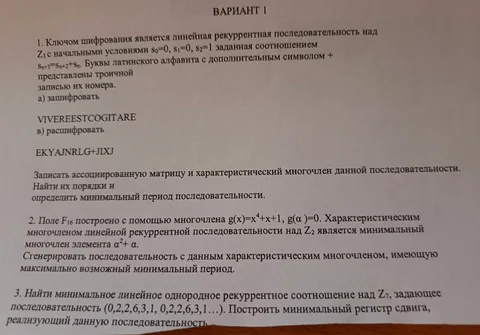 ВАРИАНТ 1
1. Ключом шифрования является линейная рекуррентная последовательность над
Z₃ с начальными условиями s₀=0, s₁=0, s₂=1 заданная соотношением
sₙ₊₃=sₙ₊₂+sₙ. Буквы латинского алфавита с дополнительным символом +
представлены троичной
записью их номера.
а) зашифровать
VIVEREESTCOGITARE
в) расшифровать
EKYAJNRLG+JIXJ
Записать ассоциированную матрицу и характеристический многочлен данной последовательности.
Найти их порядки и
определить минимальный период последовательности.
2. Поле F₁₆ построено с помощью многочлена g(x)=x⁴+x+1, g(α )=0. Характеристическим
многочленом линейной рекуррентной последовательности над Z₂ является минимальный
многочлен элемента α²+ α.
Сгенерировать последовательность с данным характеристическим многочленом, имеющую
максимально возможный минимальный период.
3. Найти минимальное линейное однородное рекуррентное соотношение над Z₇, задающее
последовательность (0,2,2,6,3,1, 0,2,2,6,3,1…). Построить минимальный регистр сдвига,
реализующий данную последовательность.